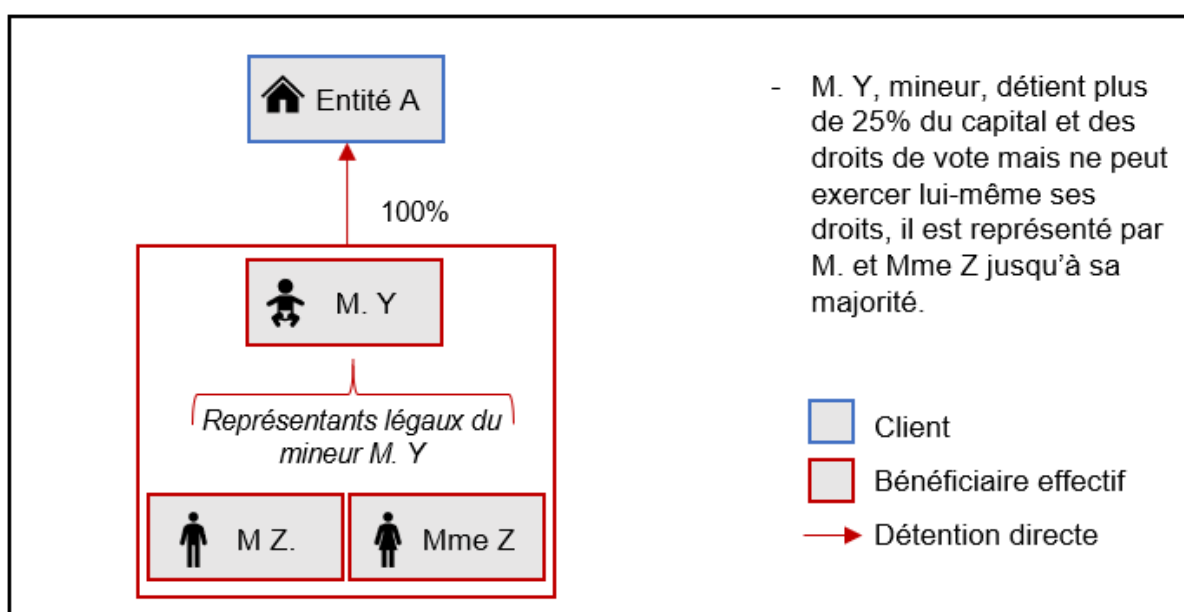 Entité A
100%
M. Y
Représentants légaux du
mineur M. Y
M Z.
Mme Z
- M. Y, mineur, détient plus
de 25% du capital et des
droits de vote mais ne peut
exercer lui-même ses
droits, il est représenté par
M. et Mme Z jusqu’à sa
majorité.
Client
Bénéficiaire effectif
Détention directe